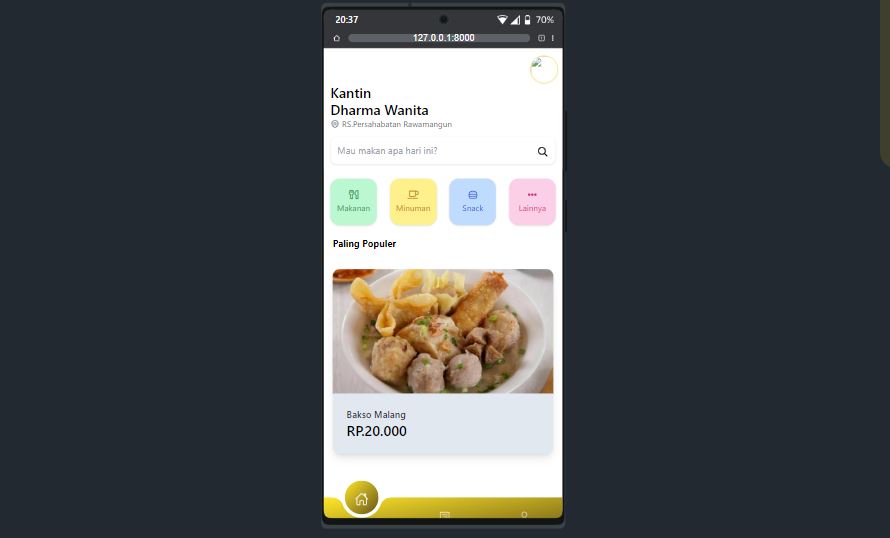 20:37
70%
127.0.0.1:8000
Kantin
Dharma Wanita
RS.Persahabatan Rawamangun
Mau makan apa hari ini?
Makanan Minuman Snack Lainnya
Paling Populer
Bakso Malang
RP.20.000